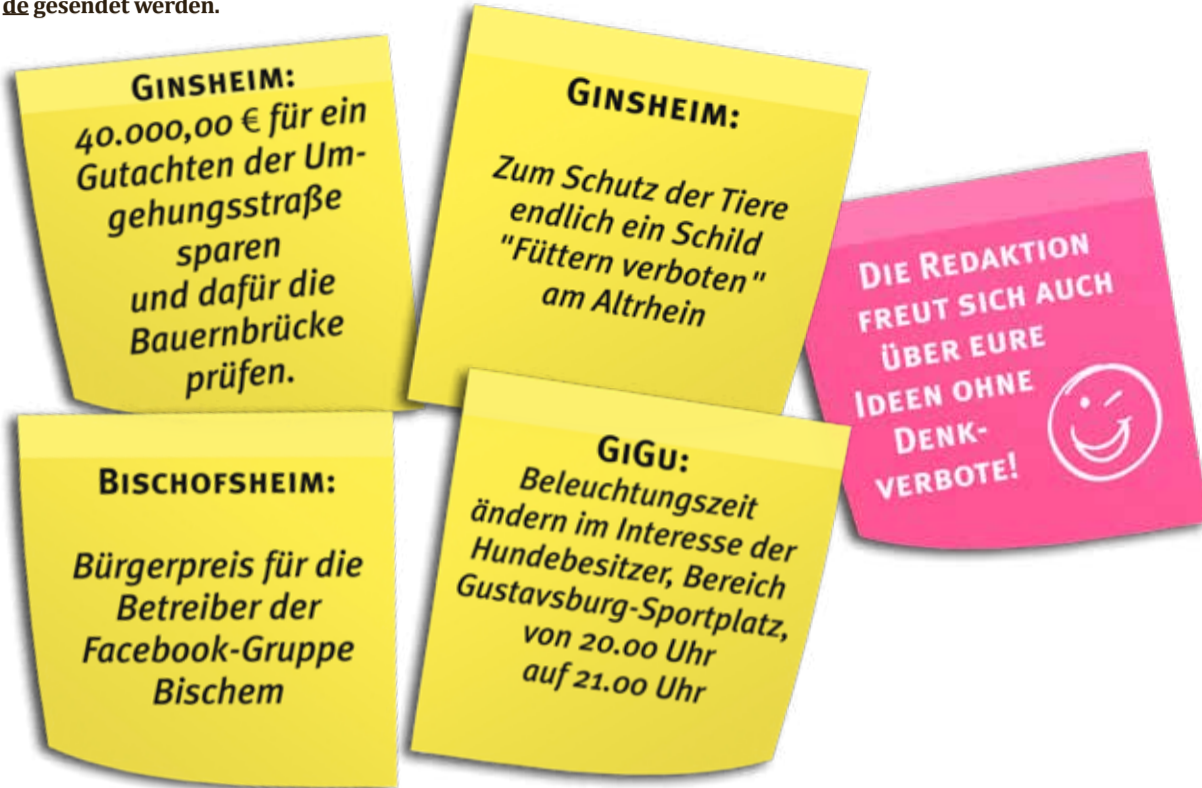 de gesendet werden.
GINSHEIM:
40.000,00 € für ein
Gutachten der Um-
gehungsstraße
sparen
und dafür die
Bauernbrücke
prüfen.
GINSHEIM:
Zum Schutz der Tiere
endlich ein Schild
"Füttern verboten"
am Altrhein
DIE REDAKTION
FREUT SICH AUCH
ÜBER EURE
IDEEN OHNE
DENK-
VERBOTE!
BISCHOFSHEIM:
Bürgerpreis für die
Betreiber der
Facebook-Gruppe
Bischem
GIGU:
Beleuchtungszeit
ändern im Interesse der
Hundebesitzer, Bereich
Gustavsburg-Sportplatz,
von 20.00 Uhr
auf 21.00 Uhr